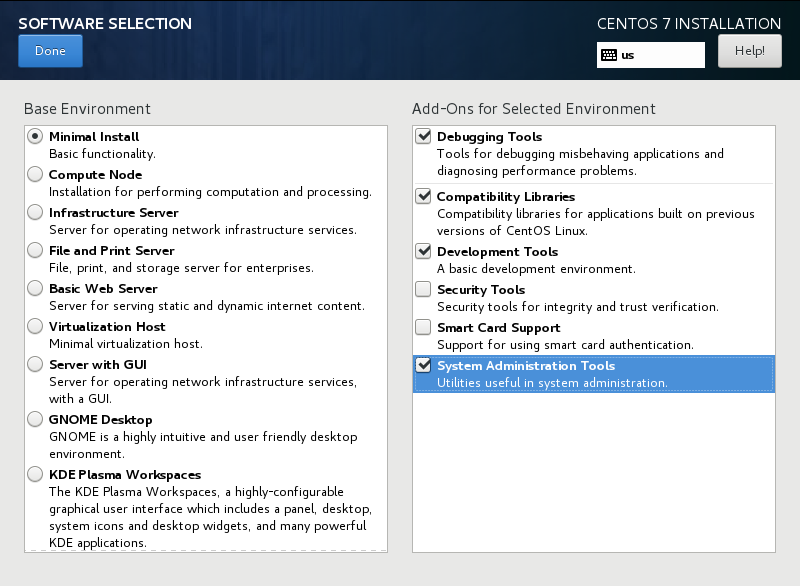 SOFTWARE SELECTION
CENTOS 7 INSTALLATION
Done
us
Help!
Base Environment
Minimal Install
Basic functionality.
Compute Node
Installation for performing computation and processing.
Infrastructure Server
Server for operating network infrastructure services.
File and Print Server
File, print, and storage server for enterprises.
Basic Web Server
Server for serving static and dynamic internet content.
Virtualization Host
Minimal virtualization host.
Server with GUI
Server for operating network infrastructure services,
with a GUI.
GNOME Desktop
GNOME is a highly intuitive and user friendly desktop
environment.
KDE Plasma Workspaces
The KDE Plasma Workspaces, a highly-configurable
graphical user interface which includes a panel, desktop,
system icons and desktop widgets, and many powerful
KDE applications.
Add-Ons for Selected Environment
Debugging Tools
Tools for debugging misbehaving applications and
diagnosing performance problems.
Compatibility Libraries
Compatibility libraries for applications built on previous
versions of CentOS Linux.
Development Tools
A basic development environment.
Security Tools
Security tools for integrity and trust verification.
Smart Card Support
Support for using smart card authentication.
System Administration Tools
Utilities useful in system administration.